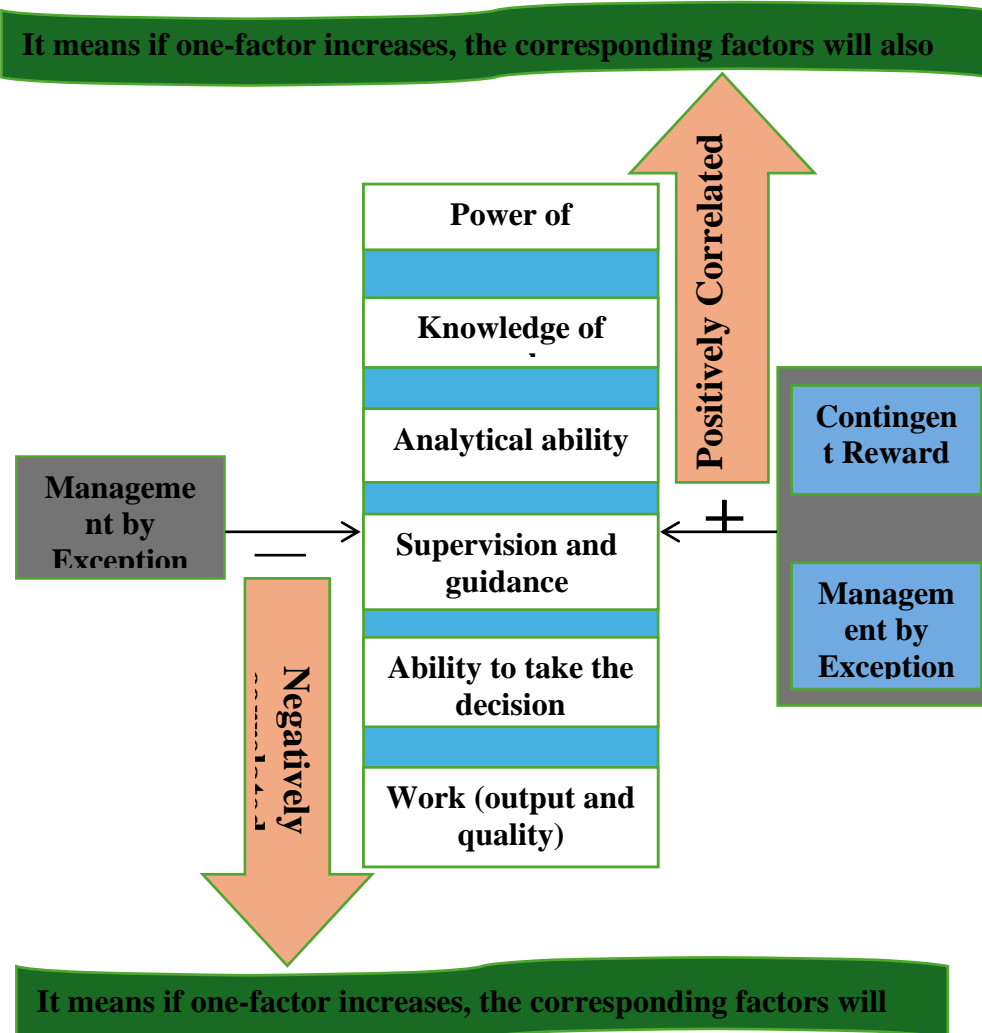 It means if one-factor increases, the corresponding factors will also
Positively Correlated
Power of
Knowledge of
Analytical ability
Supervision and
guidance
Ability to take the
decision
Work (output and
quality)
Manageme
nt by
Exception
—
+
Contingen
t Reward
Managem
ent by
Exception
Negatively
It means if one-factor increases, the corresponding factors will